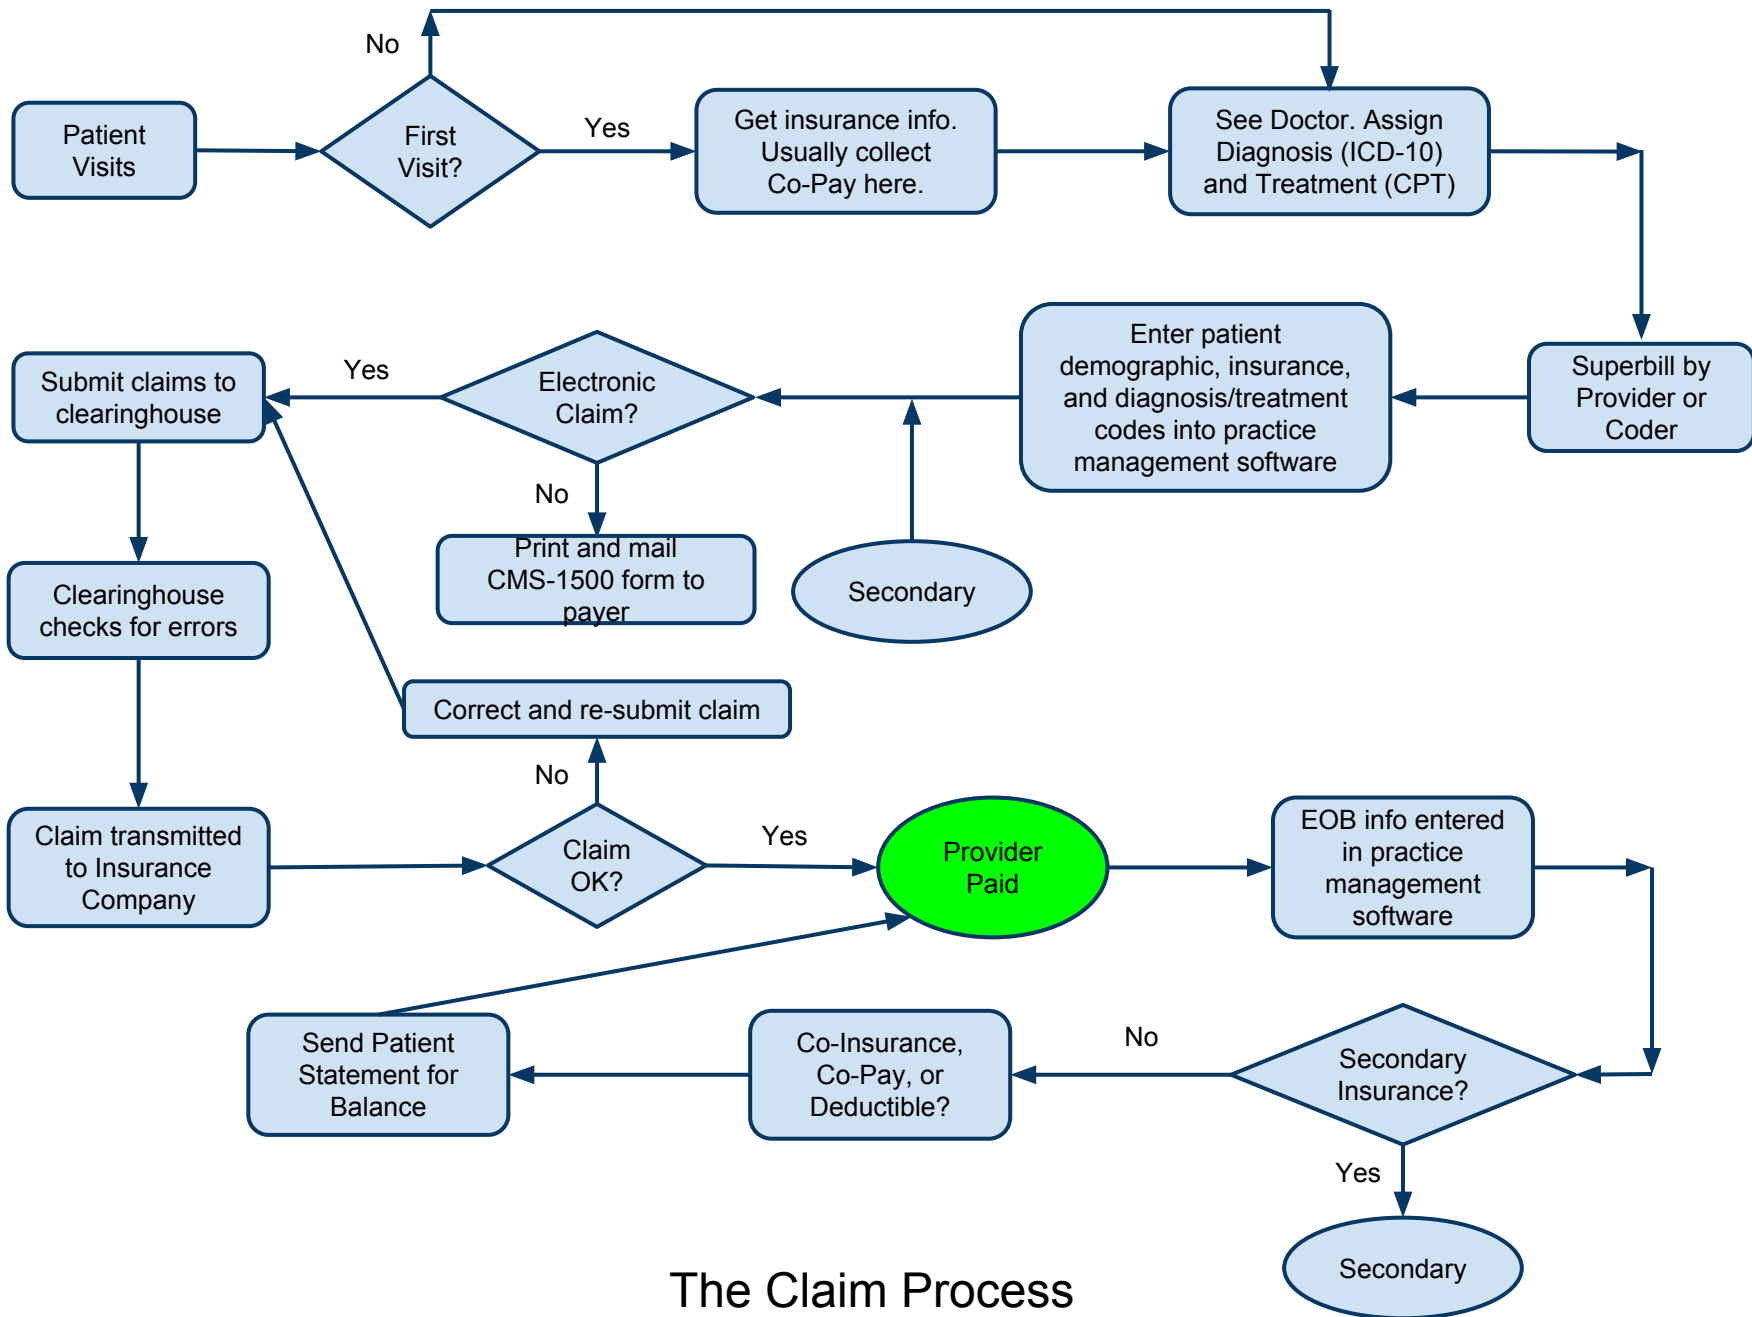 No
Patient
Visits
First
Visit?
Yes
Get insurance info.
Usually collect
Co-Pay here.
See Doctor. Assign
Diagnosis (ICD-10)
and Treatment (CPT)
Superbill by
Provider or
Coder
Enter patient
demographic, insurance,
and diagnosis/treatment
codes into practice
management software
Electronic
Claim?
Yes
Submit claims to
clearinghouse
No
Print and mail
CMS-1500 form to
payer
Secondary
Clearinghouse
checks for errors
Correct and re-submit claim
No
Claim transmitted
to Insurance
Company
Claim
OK?
Yes
Provider
Paid
EOB info entered
in practice
management
software
Secondary
Insurance?
No
Co-Insurance,
Co-Pay, or
Deductible?
Send Patient
Statement for
Balance
Yes
Secondary
The Claim Process